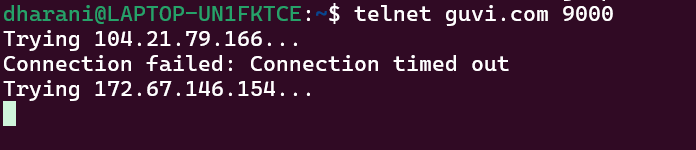 dharani@LAPTOP-UN1FKTCE:~$ telnet guvi.com 9000
Trying 104.21.79.166...
Connection failed: Connection timed out
Trying 172.67.146.154...